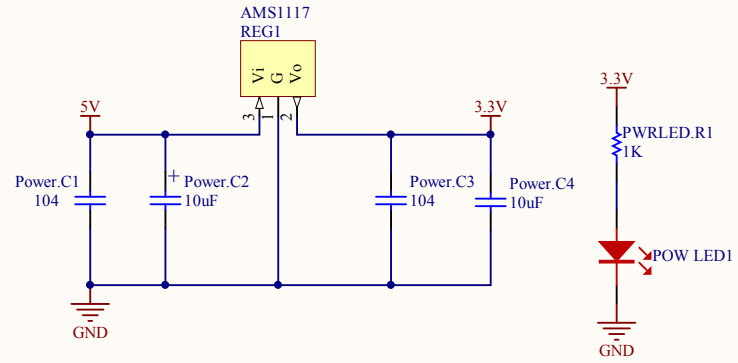 AMS1117
REG1
Vi
G
Vo
3
1
2
5V
3.3V
3.3V
PWRLED.R1
1K
Power.C1
104
+
Power.C2
10uF
Power.C3
104
Power.C4
10uF
POW LED1
GND
GND